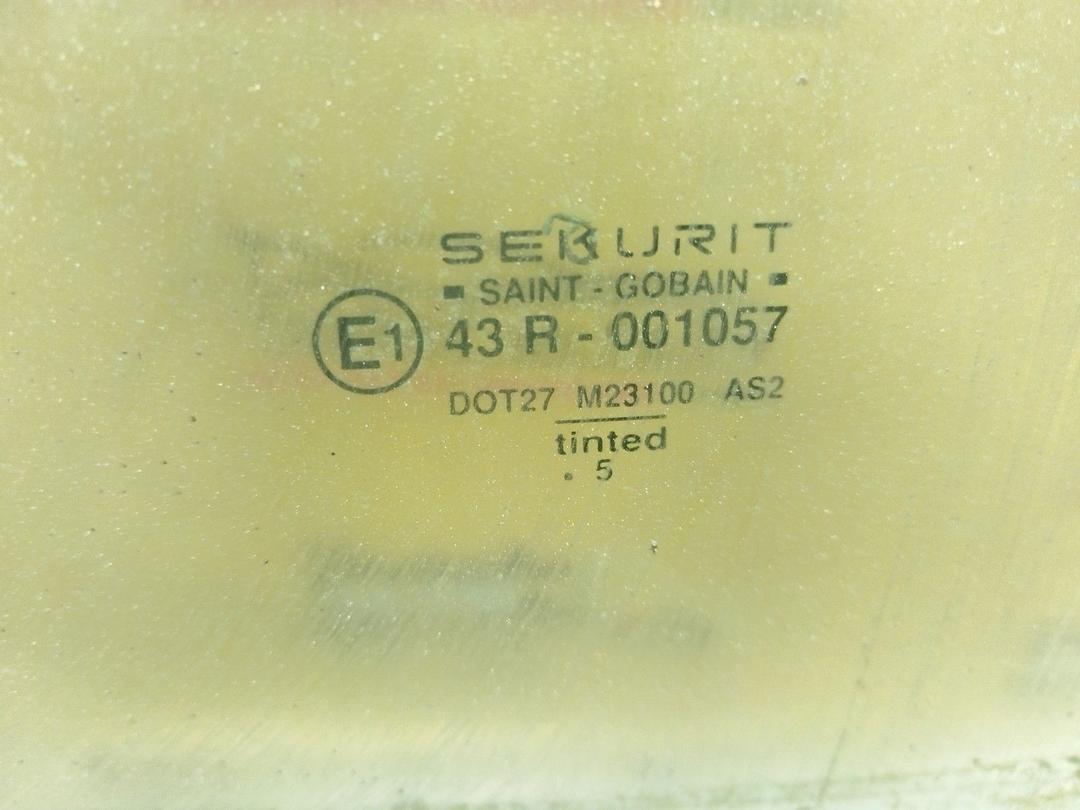 SEKURIT
▪ SAINT - GOBAIN ▪
E1 43 R - 001057
DOT27 M23100 AS2
tinted
. 5